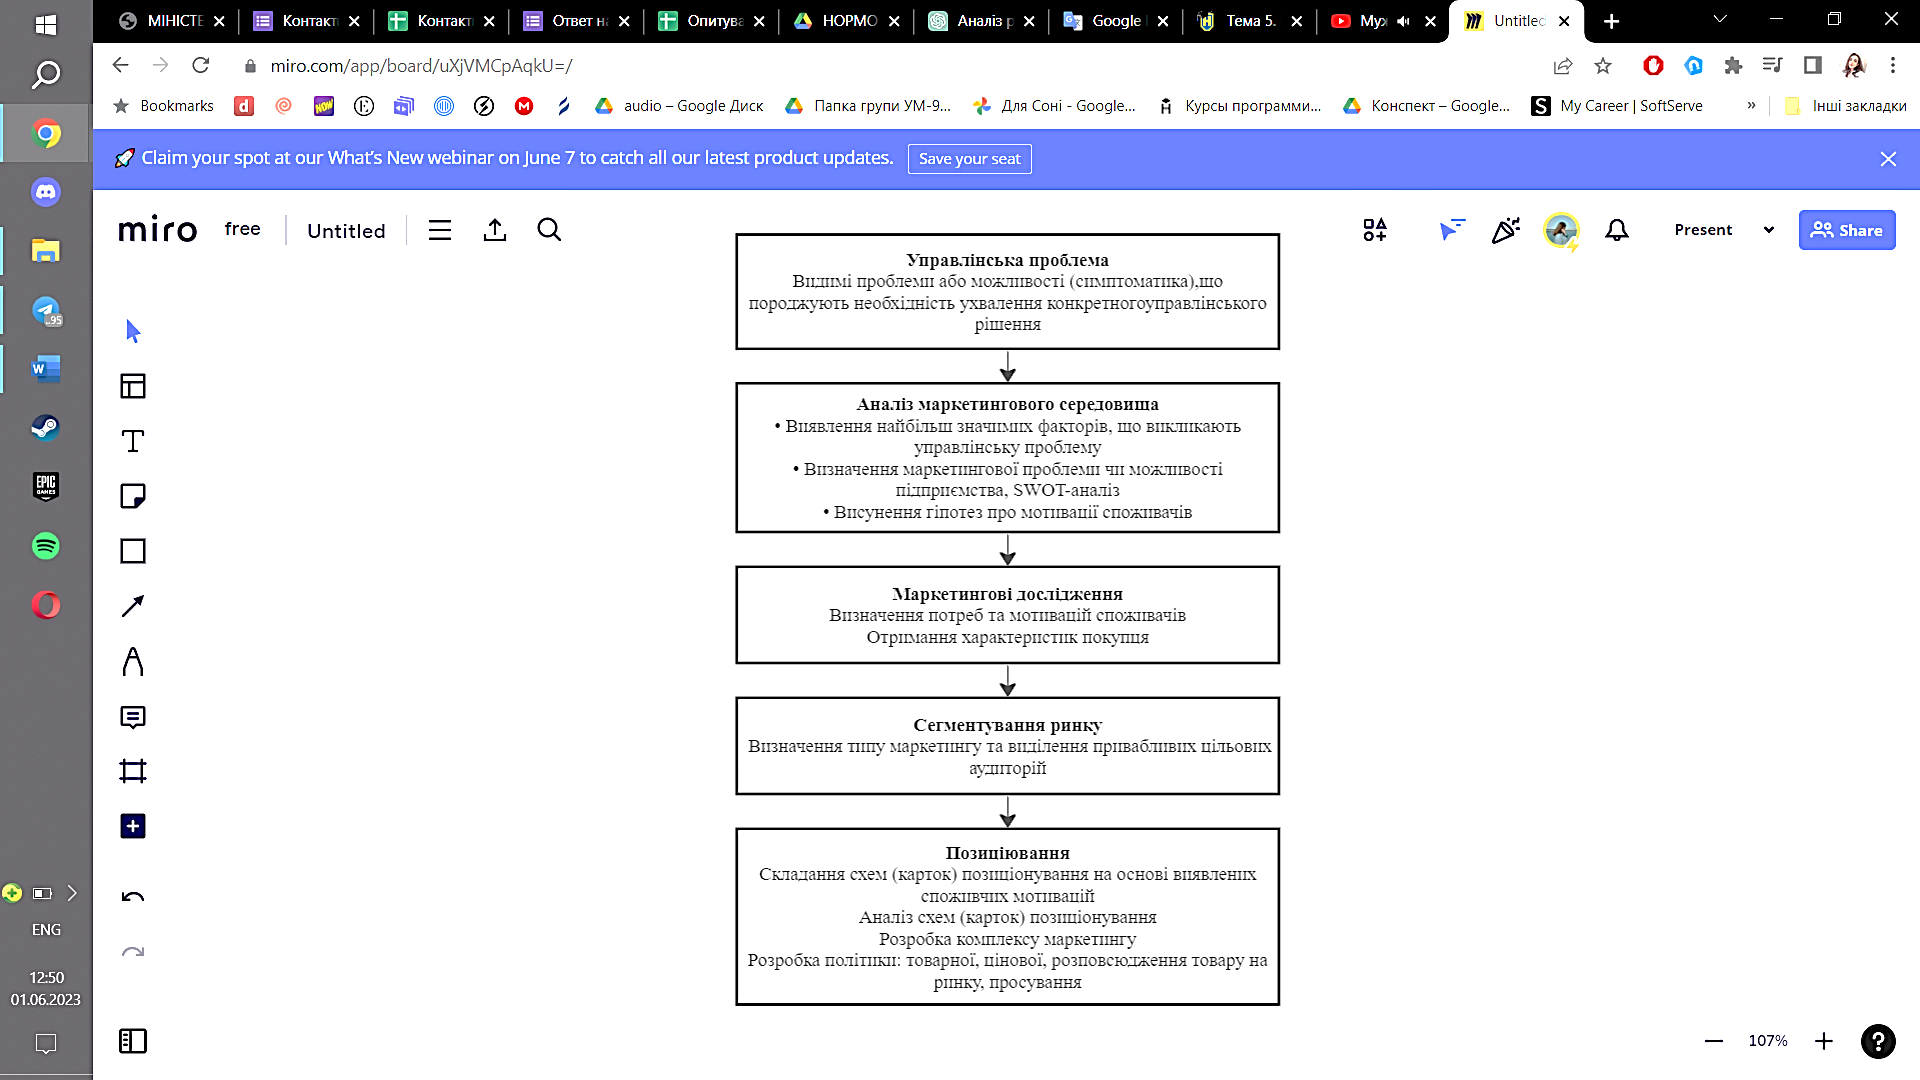 МІНІСТЕ
Контакт
Контакт
Ответ н
Опитува
НОРМО
Аналіз р
Google
Тема 5.
Муж
Untitled
miro.com/app/board/uXjVMCpAqkU=/
Bookmarks
audio – Google Диск
Папка групи УМ-9...
Для Соні - Google...
Курсы программи...
Конспект – Google...
My Career | SoftServe
»
Інші закладки
Claim your spot at our What's New webinar on June 7 to catch all our latest product updates.
Save your seat
miro
free
Untitled
Present
Share
Управлінська проблема
Видимі проблеми або можливості (симптоматика),що
породжують необхідність ухвалення конкретногоуправлінського
рішення
Аналіз маркетингового середовища
• Виявлення найбільш значимих факторів, що викликають
управлінську проблему
• Визначення маркетингової проблеми чи можливості
підприємства, SWOT-аналіз
• Висунення гіпотез про мотивації споживачів
Маркетингові дослідження
Визначення потреб та мотивацій споживачів
Отримання характеристик покупця
Сегментування ринку
Визначення типу маркетингу та виділення привабливих цільових
аудиторій
Позиціювання
Складання схем (карток) позиціонування на основі виявлених
споживчих мотивацій
Аналіз схем (карток) позиціонування
Розробка комплексу маркетингу
Розробка політики: товарної, цінової, розповсюдження товару на
ринку, просування
W
..95
EPIC
GAMES
ENG
12:50
01.06.2023
107%